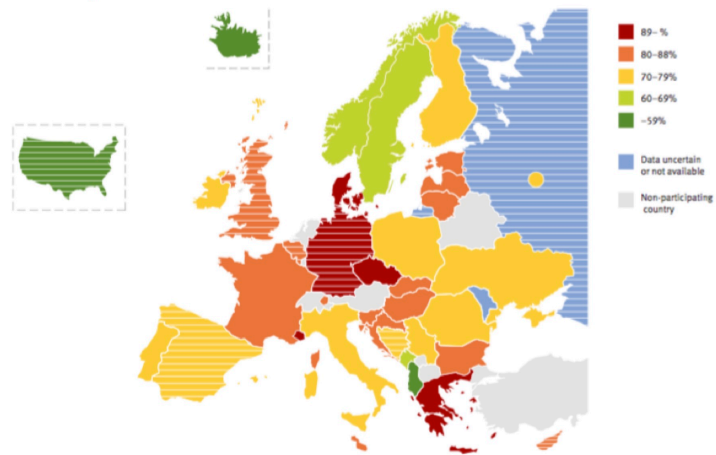 89– %
80–88%
70–79%
60–69%
–59%
Data uncertain
or not available
Non-participating
country